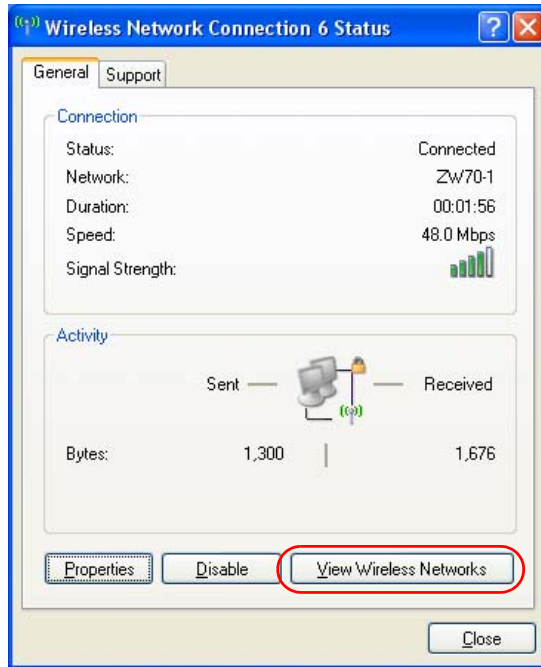 Wireless Network Connection 6 Status
General Support
Connection
Status: Connected
Network: ZW70-1
Duration: 00:01:56
Speed: 48.0 Mbps
Signal Strength:
Activity
Sent Received
Bytes: 1,300 1,676
Properties Disable View Wireless Networks
Close